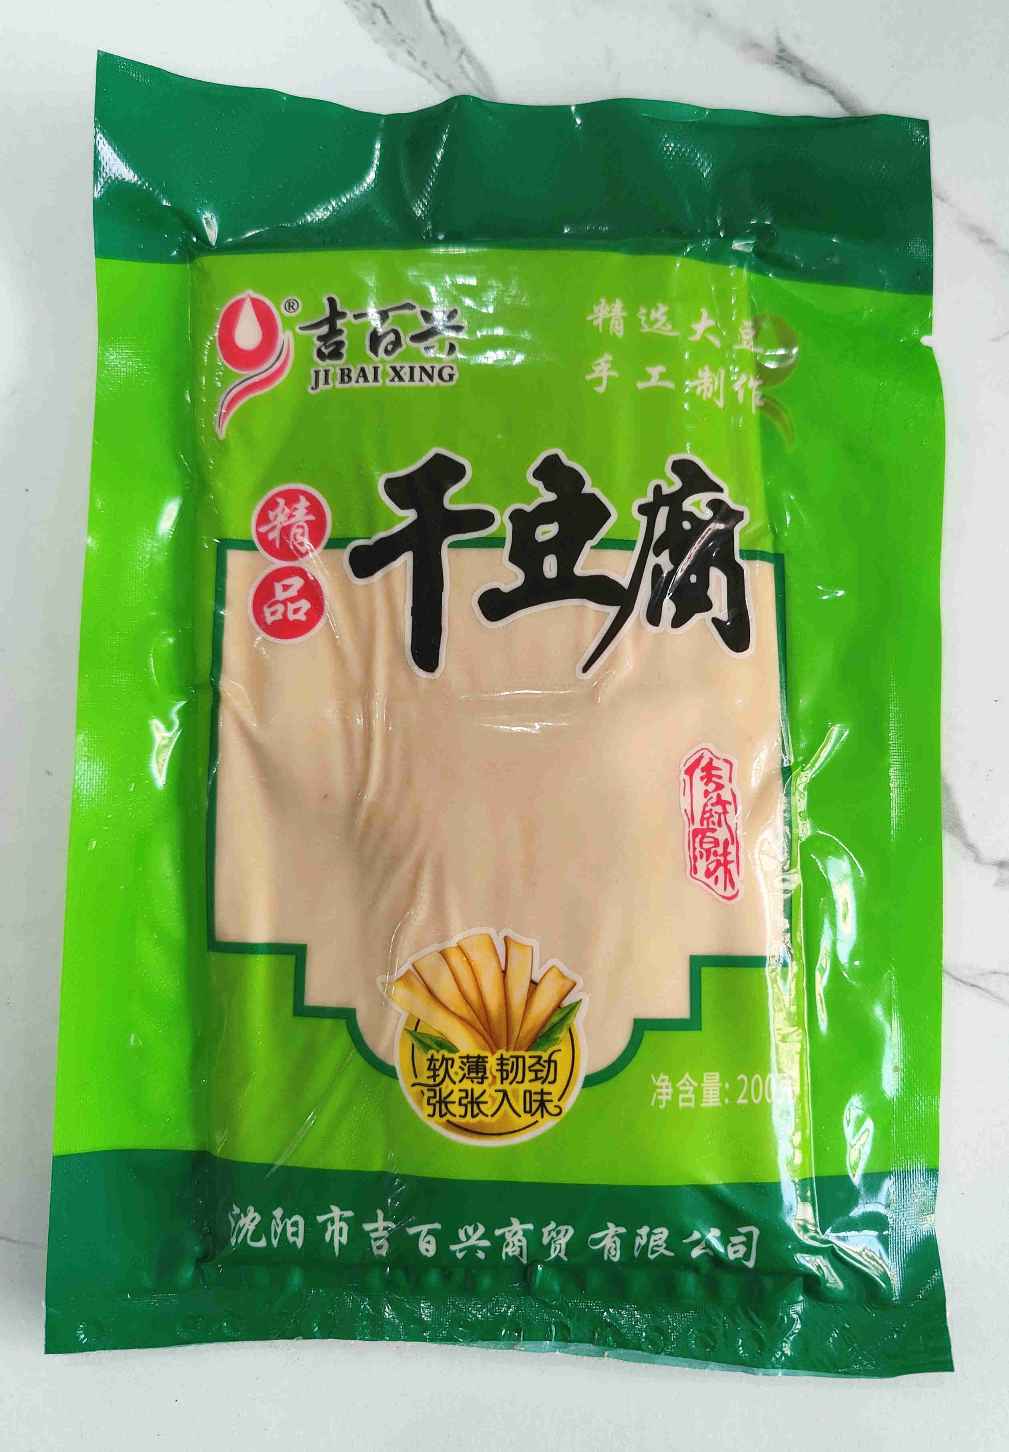 吉百兴®
JI BAI XING
精选大豆
手工制作
精品
干豆腐
传统原味
软薄 韧劲
张张入味
净含量: 200
沈阳市吉百兴商贸有限公司